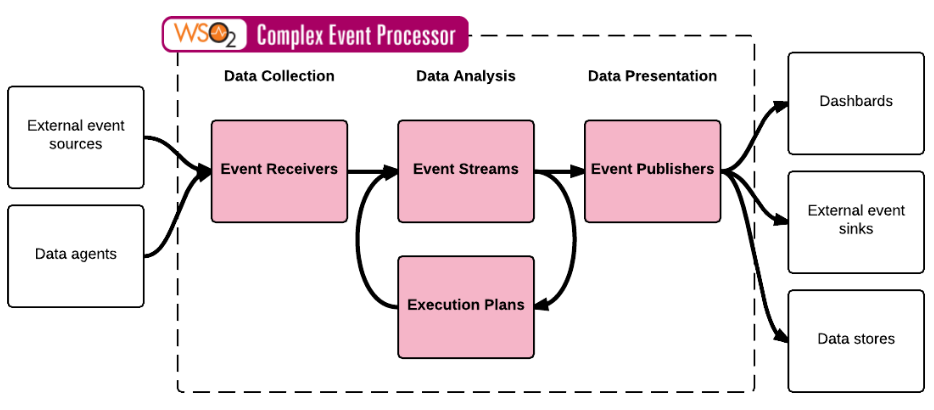 WSO2 Complex Event Processor
Data Collection
Data Analysis
Data Presentation
External event
sources
Data agents
Event Receivers
Event Streams
Event Publishers
Execution Plans
Dashbards
External event
sinks
Data stores